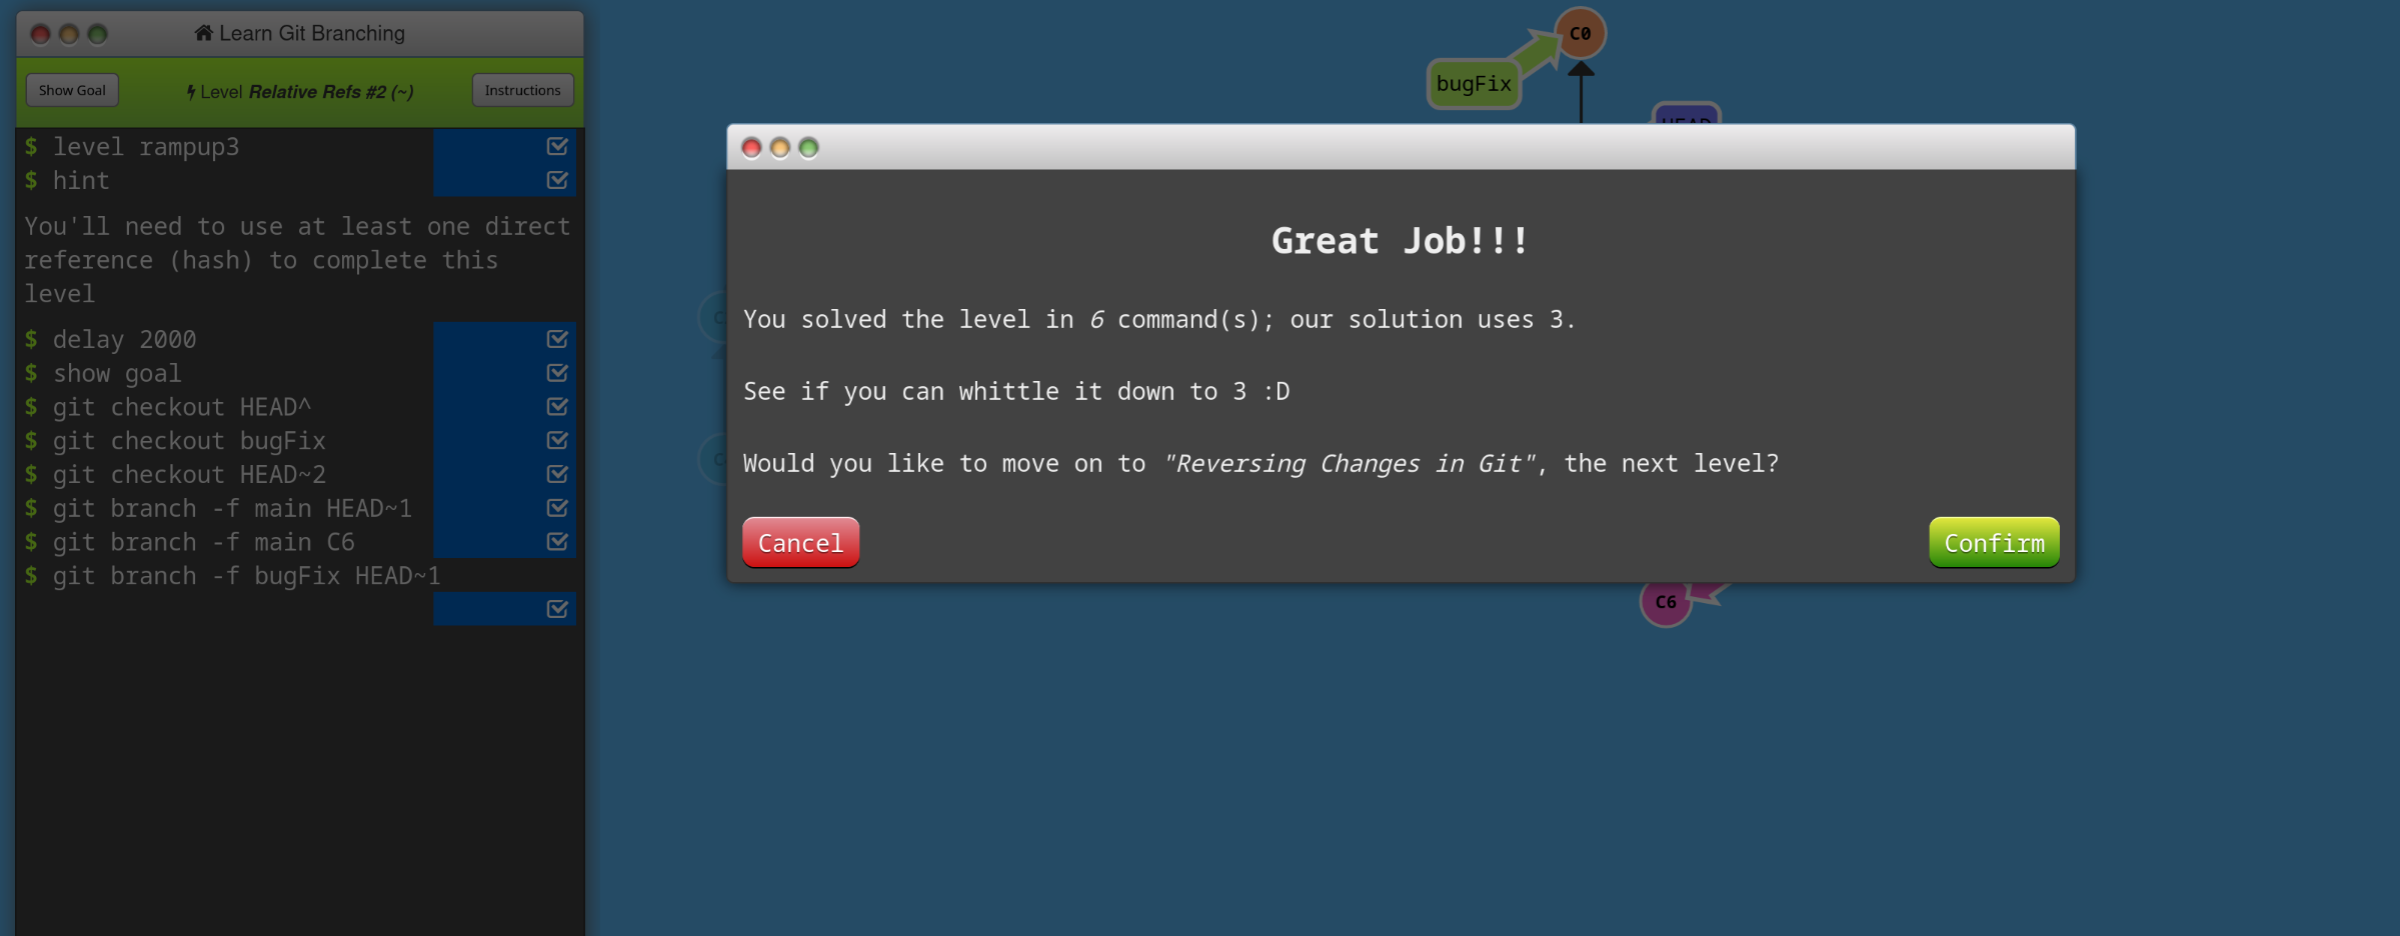 Learn Git Branching
Show Goal
Level Relative Refs #2 (~)
Instructions
$ level rampup3
$ hint
You'll need to use at least one direct
reference (hash) to complete this
level
$ delay 2000
$ show goal
$ git checkout HEAD^
$ git checkout bugFix
$ git checkout HEAD~2
$ git branch -f main HEAD~1
$ git branch -f main C6
$ git branch -f bugFix HEAD~1
C0
bugFix
HEAD
Great Job!!!
You solved the level in 6 command(s); our solution uses 3.
See if you can whittle it down to 3 :D
Would you like to move on to "Reversing Changes in Git", the next level?
Cancel
Confirm
C6